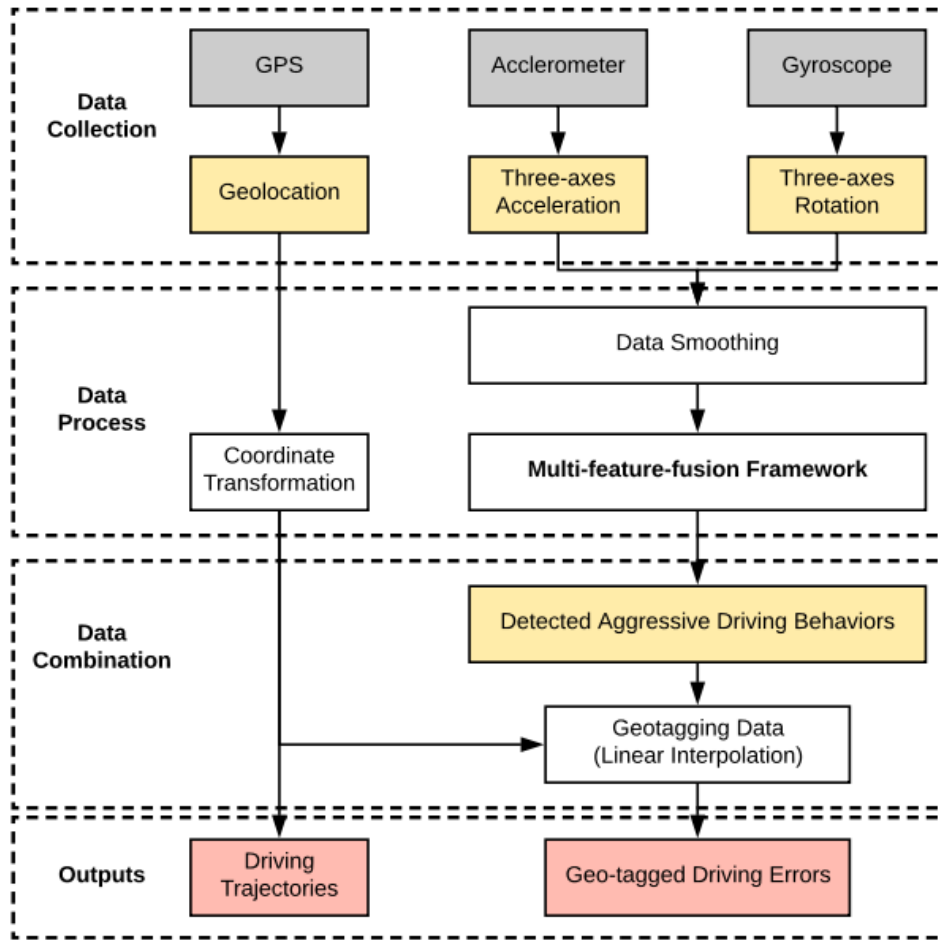 GPS
Acclerometer
Gyroscope
Data
Collection
Geolocation
Three-axes
Acceleration
Three-axes
Rotation
Data Smoothing
Data
Process
Coordinate
Transformation
Multi-feature-fusion Framework
Detected Aggressive Driving Behaviors
Data
Combination
Geotagging Data
(Linear Interpolation)
Outputs
Driving
Trajectories
Geo-tagged Driving Errors